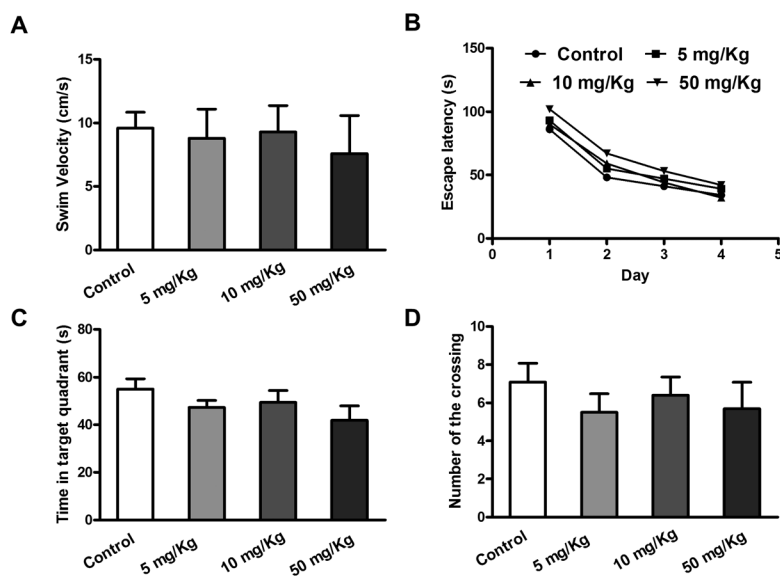 A
Swim Velocity (cm/s)
15
10
5
0
Control
5 mg/Kg
10 mg/Kg
50 mg/Kg
B
Escape latency (s)
150
100
50
0
Control
5 mg/Kg
10 mg/Kg
50 mg/Kg
0 1 2 3 4 5
Day
C
Time in target quadrant (s)
80
60
40
20
0
Control
5 mg/Kg
10 mg/Kg
50 mg/Kg
D
Number of the crossing
10
8
6
4
2
0
Control
5 mg/Kg
10 mg/Kg
50 mg/Kg